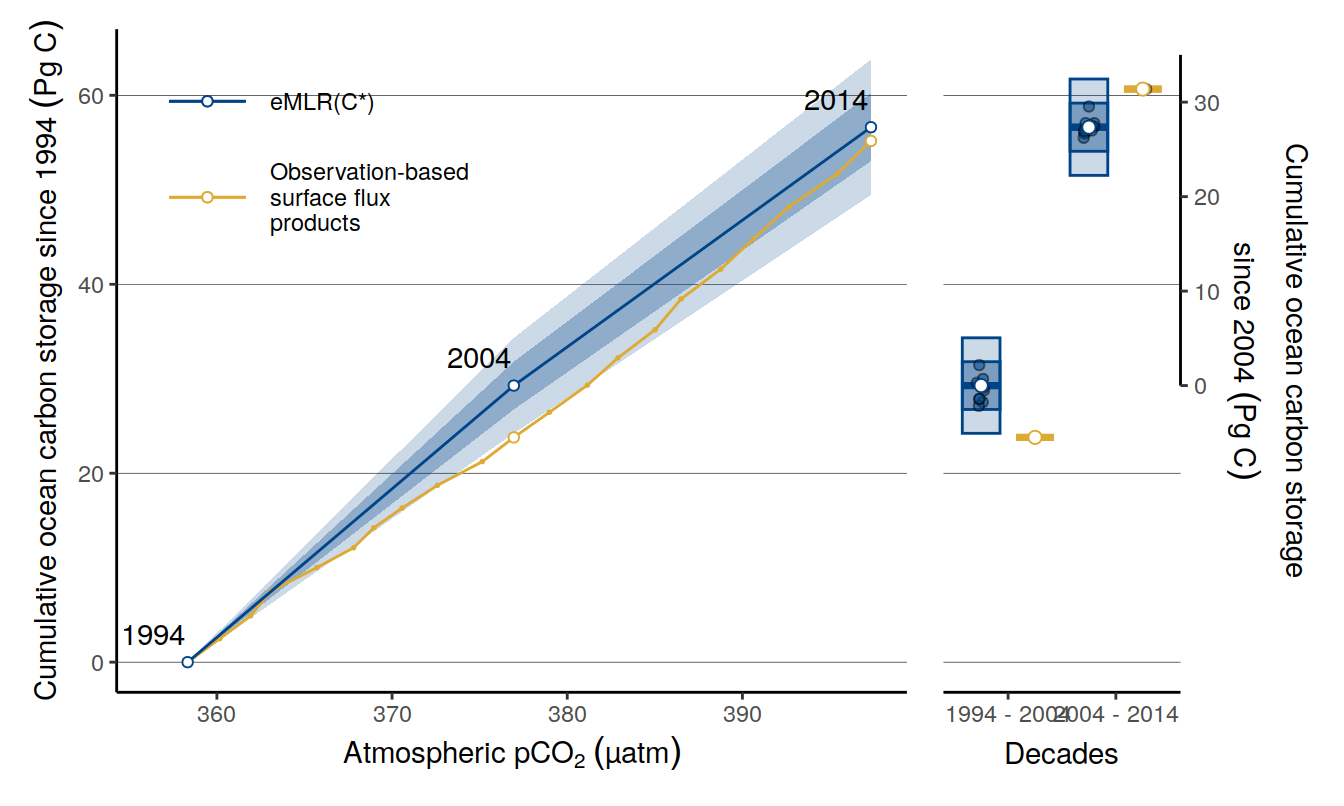 Cumulative ocean carbon storage since 1994 (Pg C)
60
40
20
0
eMLR(C*)
Observation-based
surface flux
products
1994
2004
2014
360
370
380
390
Atmospheric pCO₂ (µatm)
1994 - 2004
2004 - 2014
Decades
30
20
10
0
Cumulative ocean carbon storage
since 2004 (Pg C)